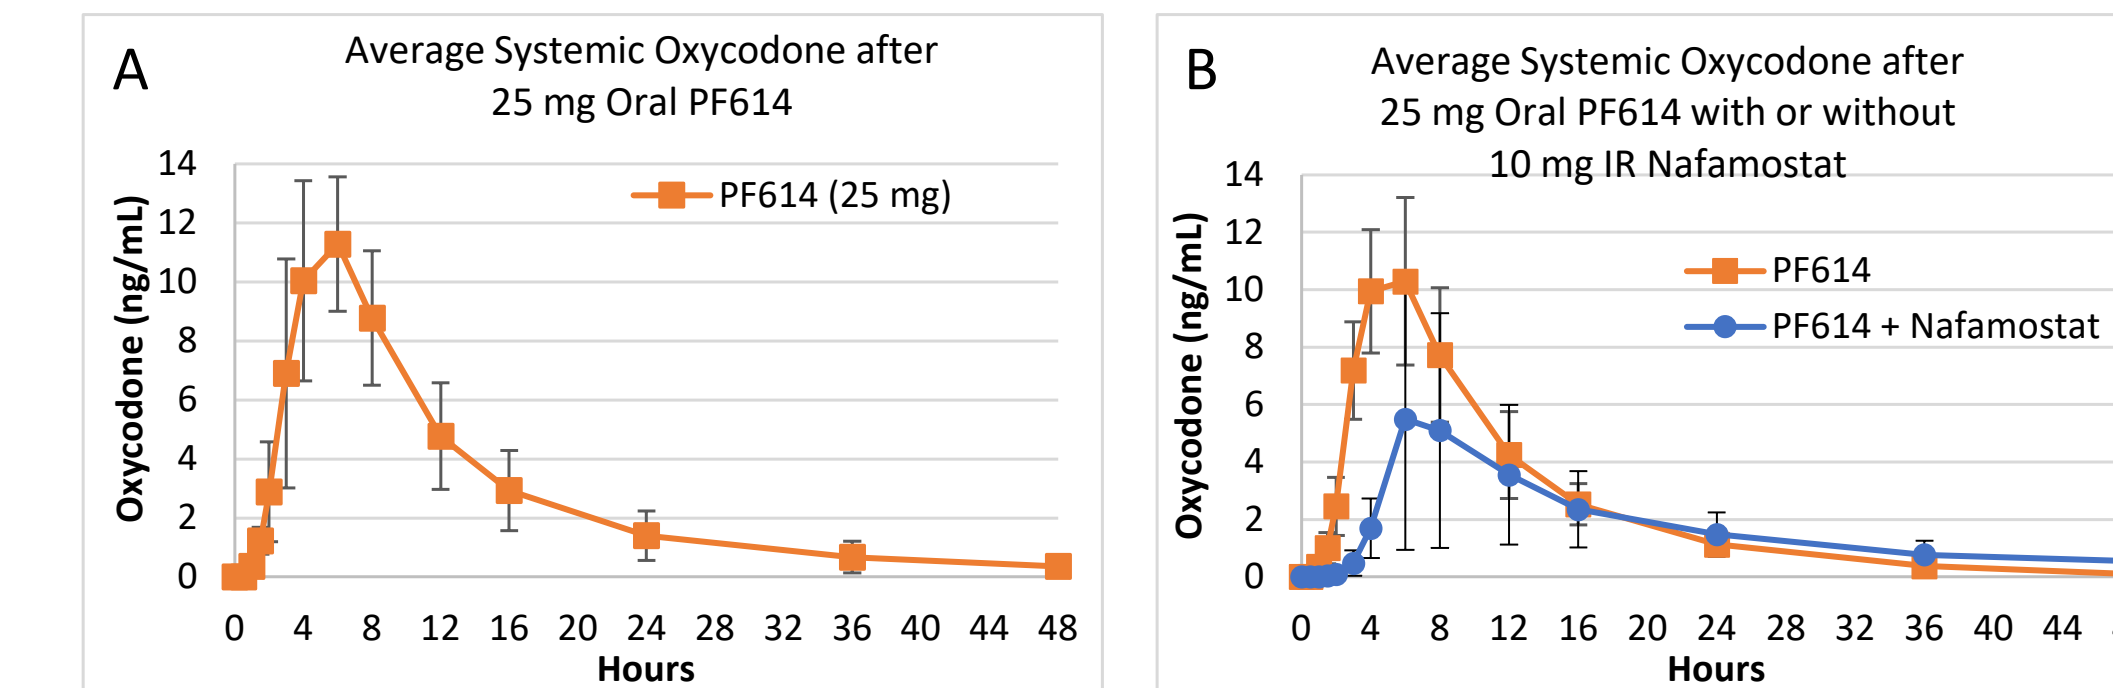 A
Average Systemic Oxycodone after
25 mg Oral PF614
14
12
10
8
6
4
2
0
Oxycodone (ng/mL)
PF614 (25 mg)
0 4 8 12 16 20 24 28 32 36 40 44 48
Hours
B
Average Systemic Oxycodone after
25 mg Oral PF614 with or without
10 mg IR Nafamostat
14
12
10
8
6
4
2
0
Oxycodone (ng/mL)
PF614
PF614 + Nafamostat
0 4 8 12 16 20 24 28 32 36 40 44
Hours